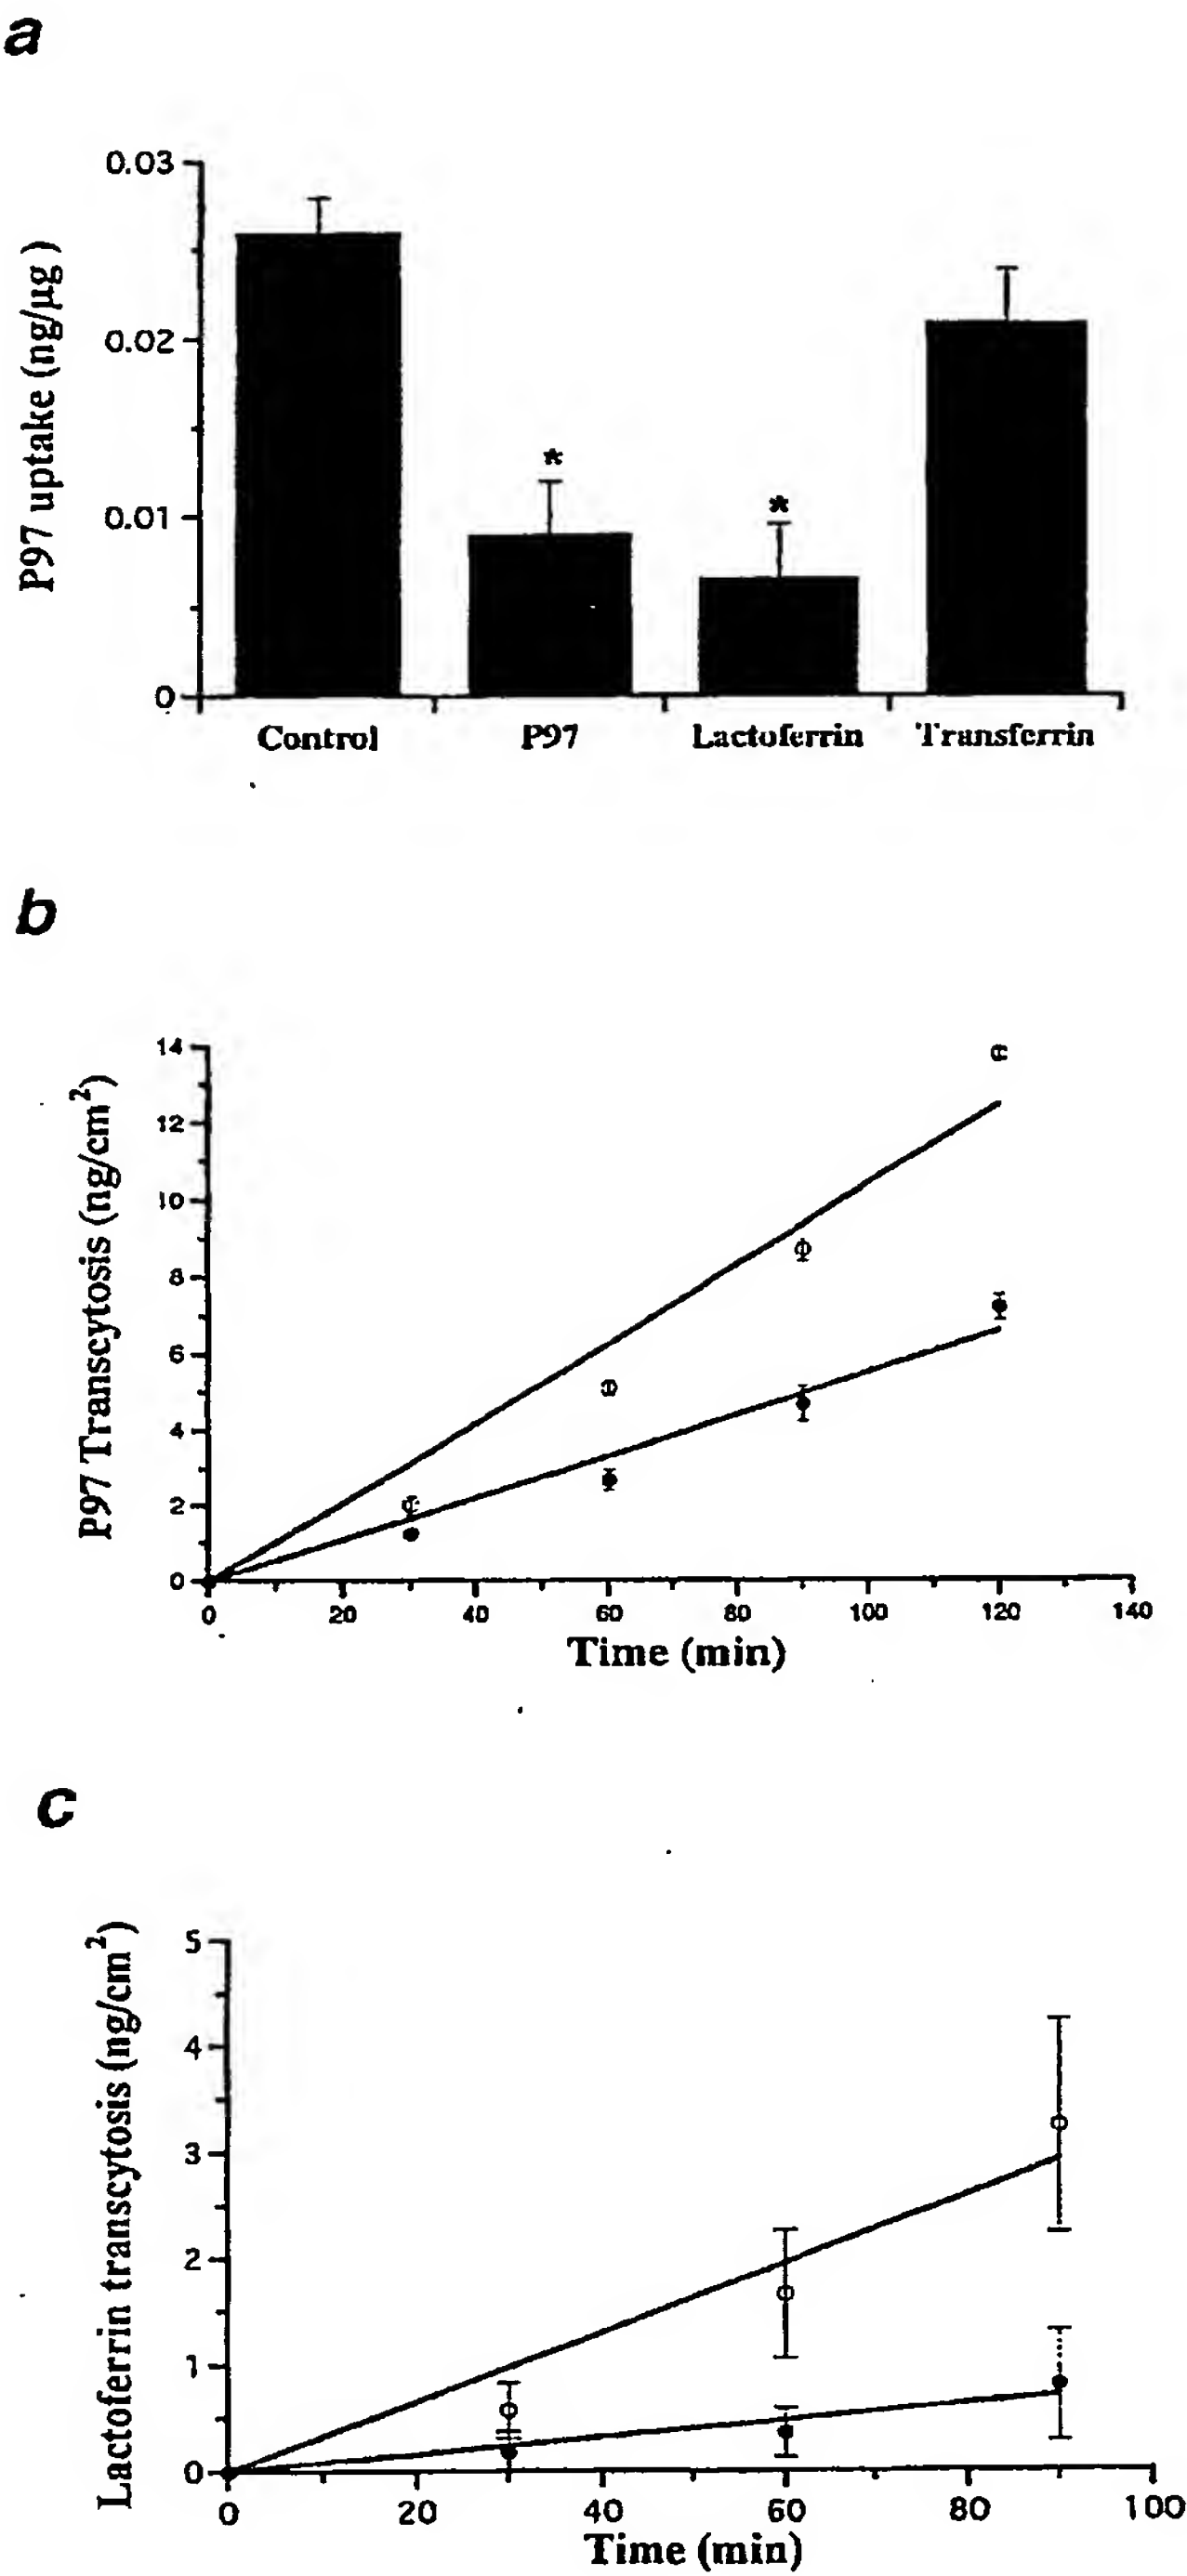 a
P97 uptake (ng/µg)
0.03
0.02
0.01
0
*
*
Control
P97
Lactoferrin
Transferrin
b
P97 Transcytosis (ng/cm²)
14
12
10
8
6
4
2
0
0 20 40 60 80 100 120 140
Time (min)
c
Lactoferrin transcytosis (ng/cm²)
5
4
3
2
1
0
0 20 40 60 80 100
Time (min)